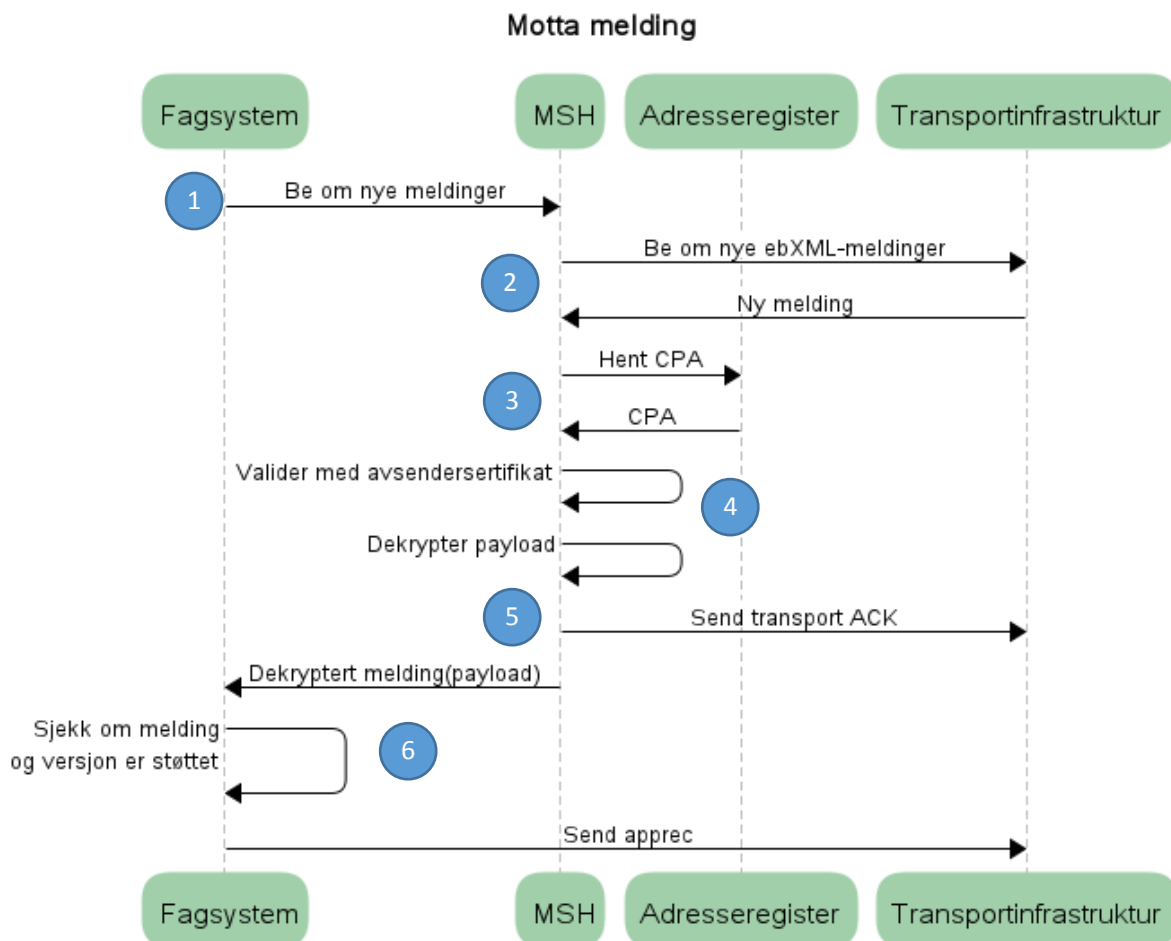 Motta melding
Fagsystem
MSH
Adresseregister
Transportinfrastruktur
1
Be om nye meldinger
Be om nye ebXML-meldinger
2
Ny melding
Hent CPA
3
CPA
Valider med avsendersertifikat
4
Dekrypter payload
5
Send transport ACK
Dekryptert melding(payload)
Sjekk om melding
og versjon er støttet
6
Send apprec
Fagsystem
MSH
Adresseregister
Transportinfrastruktur